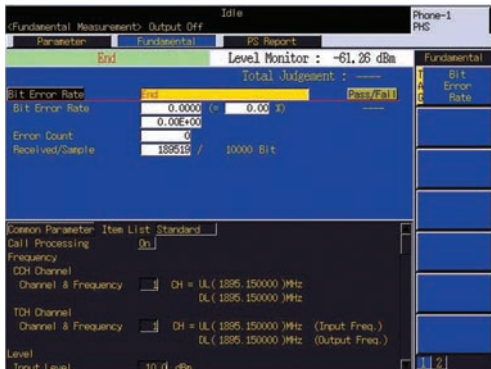 Idle
<Fundamental Measurement> Output Off
Phone-1
PHS
Parameter Fundamental PS Report
End Level Monitor : -61,26 dBm
Fundamental
Total Judgement : ----
TAG Bit Error Rate
Bit Error Rate End Pass/Fail
Bit Error Rate 0.0000 (= 0.00 %) ----
0.00E+00
Error Count 0
Received/Sample 189518 / 10000 Bit
Common Parameter Item List Standard
Call Processing On
Frequency
CCH Channel
Channel & Frequency 1 CH = UL( 1895.150000 )MHz
DL( 1895.150000 )MHz
TCH Channel
Channel & Frequency 1 CH = UL( 1895.150000 )MHz (Input Freq.)
DL( 1895.150000 )MHz (Output Freq.)
Level
Input Level 10.0 dBm
1 2